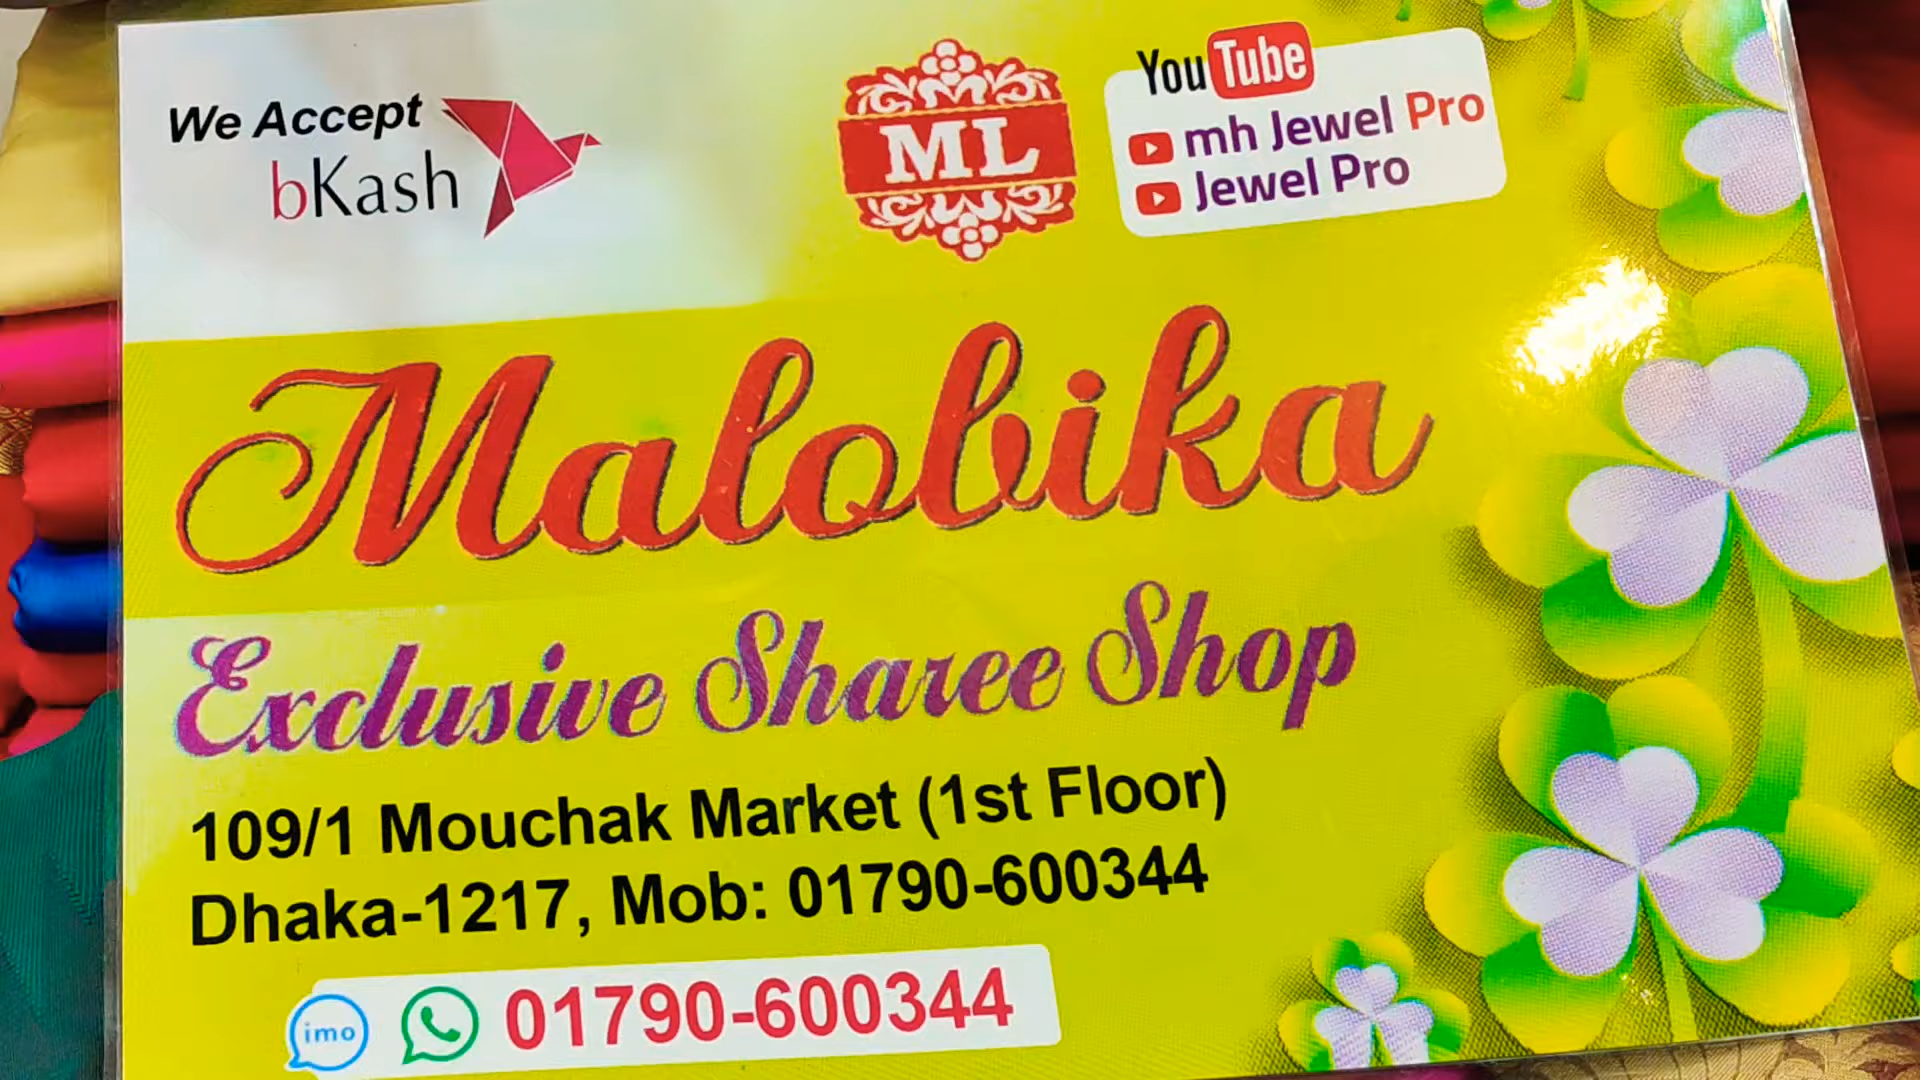 We Accept
bKash
ML
YouTube
mh Jewel Pro
Jewel Pro
Malobika
Exclusive Sharee Shop
109/1 Mouchak Market (1st Floor)
Dhaka-1217, Mob: 01790-600344
imo 01790-600344